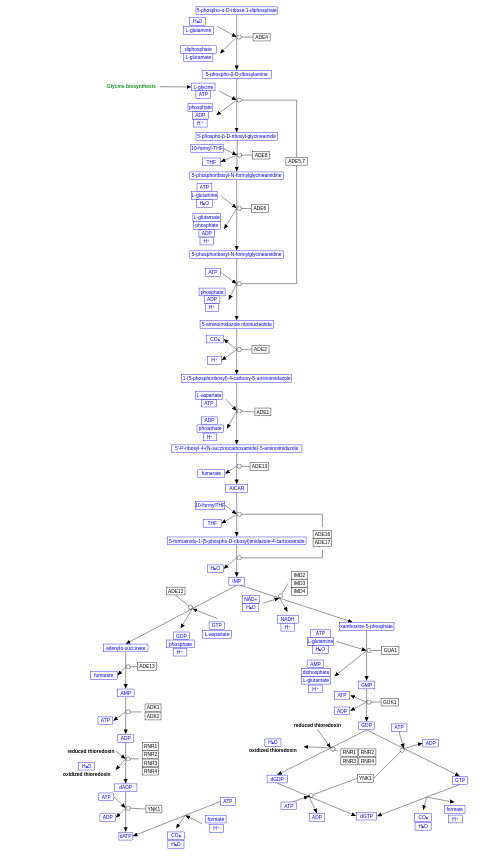 5-phospho-α-D-ribose 1-diphosphate
H₂O
L-glutamine
ADE4
diphosphate
L-glutamate
5-phospho-β-D-ribosylamine
Glycine biosynthesis
L-glycine
ATP
phosphate
ADP
H⁺
5-phospho-β-D-ribosyl-glycineamide
10-formyl-THF
ADE8
THF
ADE5,7
5-phosphoribosyl-N-formylglycineamide
ATP
L-glutamine
H₂O
ADE6
L-glutamate
phosphate
ADP
H⁺
5-phosphoribosyl-N-formylglycineamidine
ATP
phosphate
ADP
H⁺
5-aminoimidazole ribonucleotide
CO₂
ADE2
H⁺
1-(5-phosphoribosyl)-4-carboxy-5-aminoimidazole
L-aspartate
ATP
ADE1
ADP
phosphate
H⁺
5'-P-ribosyl-4-(N-succinocarboxamide)-5-aminoimidazole
ADE13
fumarate
AICAR
10-formylTHF
THF
ADE16
ADE17
5-formamido-1-(5-phospho-D-ribosyl)imidazole-4-carboxamide
H₂O
IMP
IMD2
IMD3
IMD4
ADE12
NAD+
H₂O
NADH
H⁺
GTP
L-aspartate
GDP
phosphate
H⁺
xanthosine-5-phosphate
ATP
L-glutamine
H₂O
GUA1
adenylo-succinate
ADE13
fumarate
AMP
diphosphate
L-glutamate
H⁺
GMP
AMP
ATP
GUK1
ADP
ADK1
ADK2
ATP
GDP
reduced thioredoxin
ATP
ADP
H₂O
ADP
oxidized thioredoxin
RNR1
RNR2
RNR3
RNR4
reduced thioredoxin
RNR1
RNR2
RNR3
RNR4
H₂O
oxidized thioredoxin
dGDP
YNK1
GTP
dADP
ATP
YNK1
ADP
ATP
ATP
ADP
dGTP
formate
H⁺
CO₂
H₂O
formate
H⁺
dATP
CO₂
H₂O